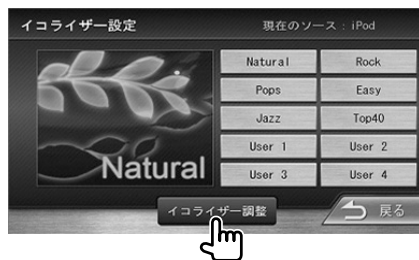 イコライザー設定
現在のソース：iPod
Natural
Rock
Pops
Easy
Jazz
Top40
User 1
User 2
User 3
User 4
Natural
イコライザー調整
戻る